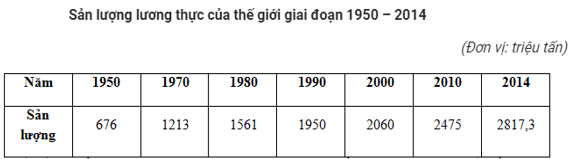 Sản lượng lương thực của thế giới giai đoạn 1950 – 2014
(Đơn vị: triệu tấn)
Năm 1950 1970 1980 1990 2000 2010 2014
Sản lượng 676 1213 1561 1950 2060 2475 2817,3